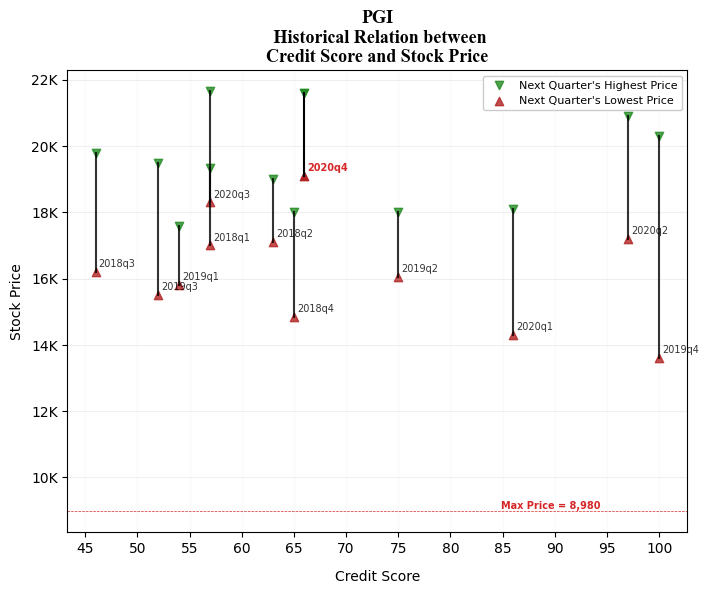 PGI
Historical Relation between
Credit Score and Stock Price
Next Quarter's Highest Price
Next Quarter's Lowest Price
22K
20K
18K
16K
14K
12K
10K
Stock Price
2020q4
2020q3
2018q1
2018q2
2020q2
2018q3
2019q1
2019q3
2019q2
2018q4
2020q1
2019q4
Max Price = 8,980
45 50 55 60 65 70 75 80 85 90 95 100
Credit Score